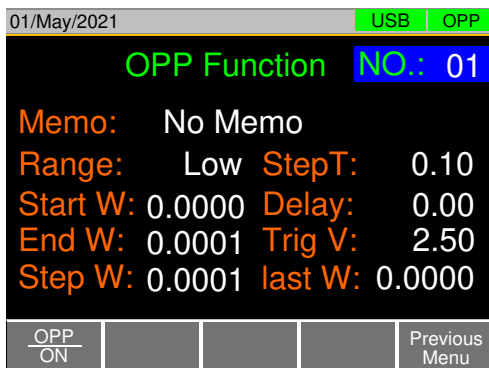 01/May/2021 USB OPP
OPP Function NO.: 01
Memo: No Memo
Range: Low StepT: 0.10
Start W: 0.0000 Delay: 0.00
End W: 0.0001 Trig V: 2.50
Step W: 0.0001 last W: 0.0000
OPP
ON
Previous
Menu